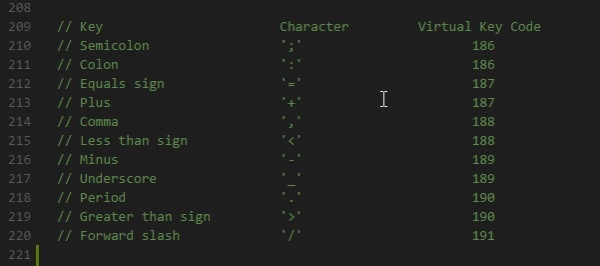 208
209 // Key Character Virtual Key Code
210 // Semicolon ';' 186
211 // Colon ':' 186
212 // Equals sign '=' 187
213 // Plus '+' 187
214 // Comma ',' 188
215 // Less than sign '<' 188
216 // Minus '-' 189
217 // Underscore '_' 189
218 // Period '.' 190
219 // Greater than sign '>' 190
220 // Forward slash '/' 191
221